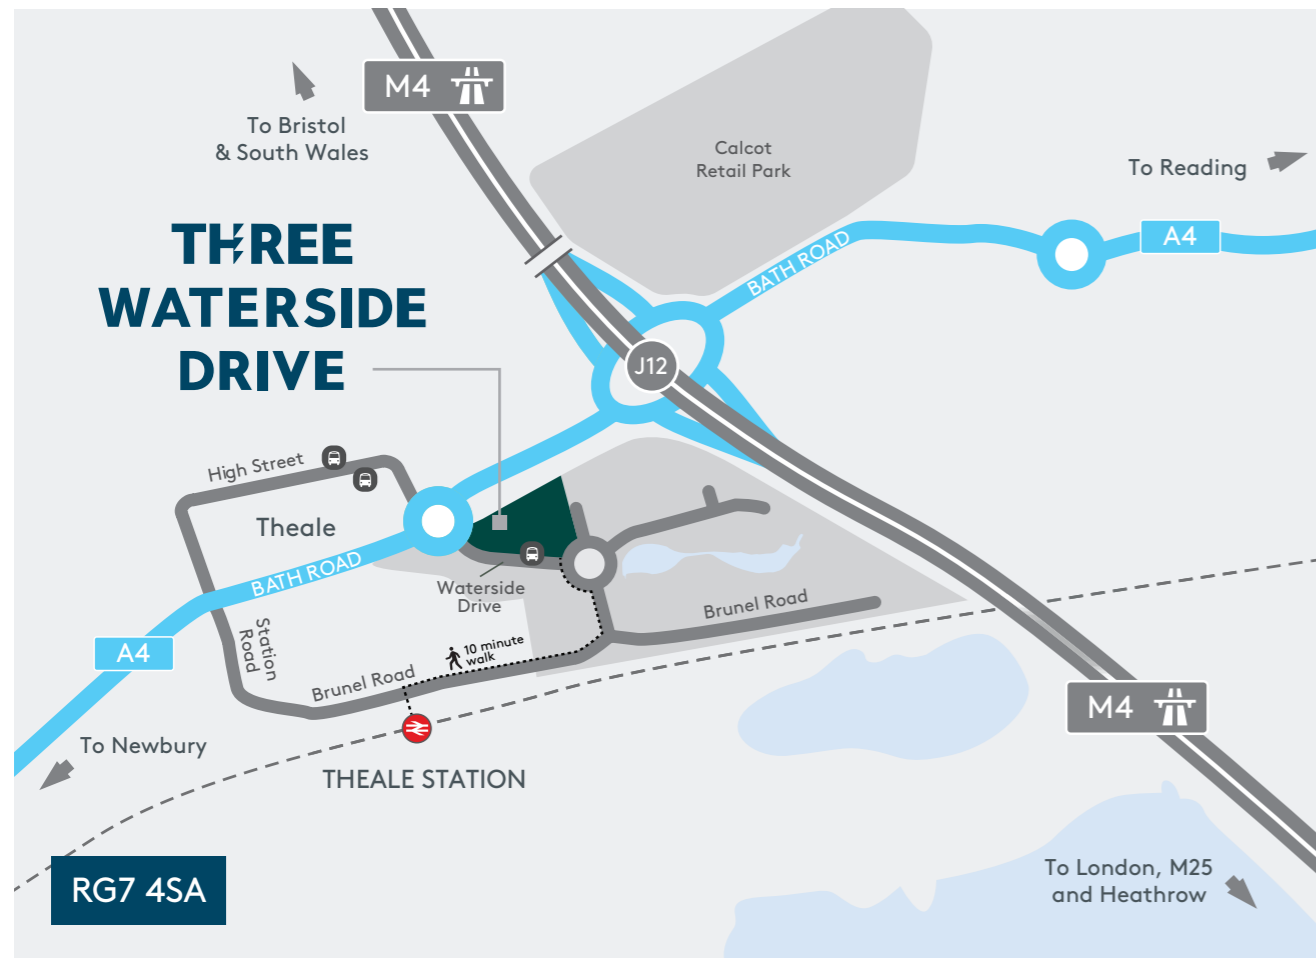 M4
To Bristol
& South Wales
Calcot
Retail Park
To Reading
A4
BATH ROAD
THREE
WATERSIDE
DRIVE
J12
High Street
Theale
BATH ROAD
Waterside
Drive
Brunel Road
Station
Road
10 minute
walk
A4
Brunel Road
M4
To Newbury
THEALE STATION
RG7 4SA
To London, M25
and Heathrow